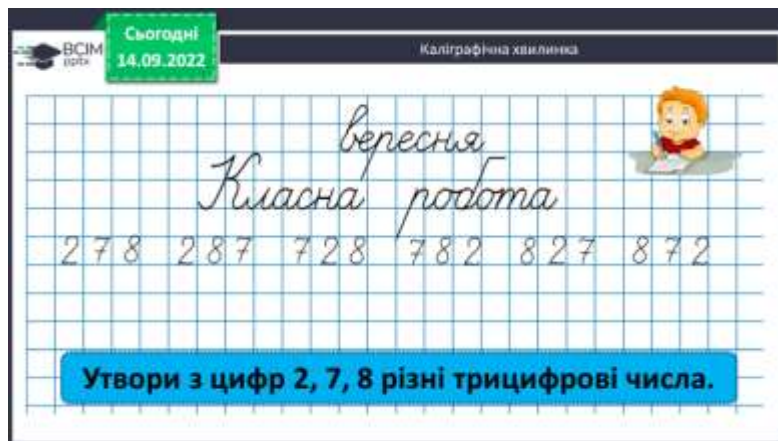 Сьогодні
14.09.2022
ВСІМ
pptx
Каліграфічна хвилинка
вересня
Класна робота
278 287 728 782 827 872
Утвори з цифр 2, 7, 8 різні трицифрові числа.